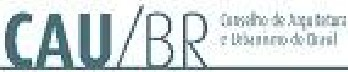 CAU/BR
Conselho de Arquitetura
e Urbanismo do Brasil